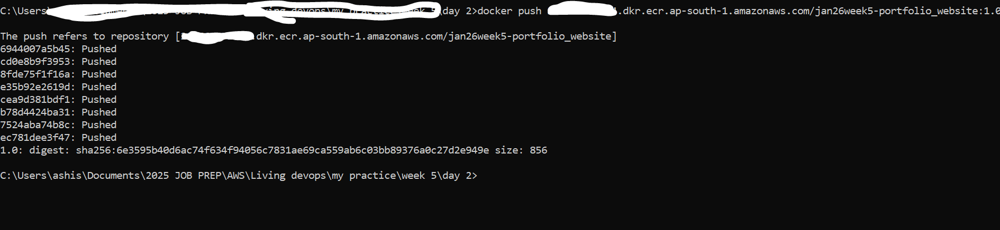 C:\Users\ \day 2>docker push .dkr.ecr.ap-south-1.amazonaws.com/jan26week5-portfolio_website:1.0
The push refers to repository [ .dkr.ecr.ap-south-1.amazonaws.com/jan26week5-portfolio_website]
6944007a5b45: Pushed
cd0e8b9f3953: Pushed
8fde75f1f16a: Pushed
e35b92e2619d: Pushed
cea9d381bdf1: Pushed
b78d4424ba31: Pushed
7524aba74b8c: Pushed
ec781dee3f47: Pushed
1.0: digest: sha256:6e3595b40d6ac74f634f94056c7831ae69ca559ab6c03bb89376a0c27d2e949e size: 856
C:\Users\ashis\Documents\2025 JOB PREP\AWS\Living devops\my practice\week 5\day 2>